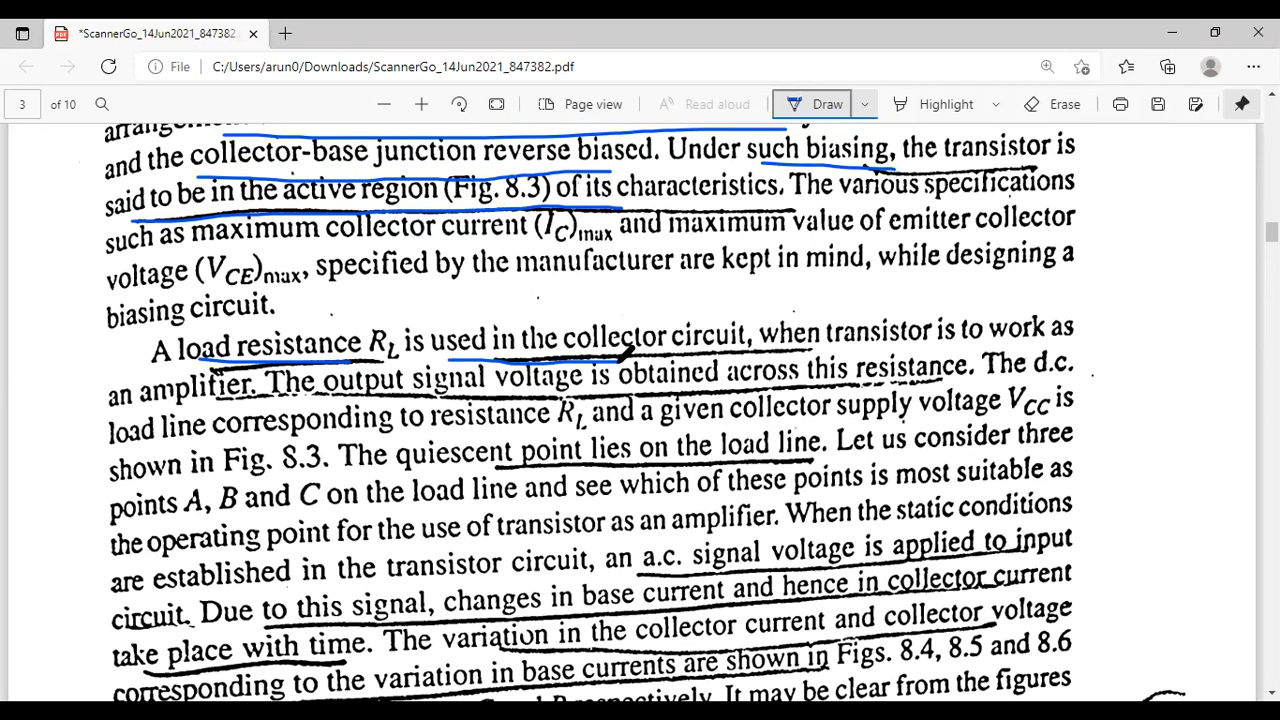 *ScannerGo_14Jun2021_847382.
File C:/Users/arun0/Downloads/ScannerGo_14Jun2021_847382.pdf
3 of 10 Page view Read aloud Draw Highlight Erase
and the collector-base junction reverse biased. Under such biasing, the transistor is
said to be in the active region (Fig. 8.3) of its characteristics. The various specifications
such as maximum collector current (I_C)_max and maximum value of emitter collector
voltage (V_CE)_max, specified by the manufacturer are kept in mind, while designing a
biasing circuit.
A load resistance R_L is used in the collector circuit, when transistor is to work as
an amplifier. The output signal voltage is obtained across this resistance. The d.c.
load line corresponding to resistance R_L and a given collector supply voltage V_CC is
shown in Fig. 8.3. The quiescent point lies on the load line. Let us consider three
points A, B and C on the load line and see which of these points is most suitable as
the operating point for the use of transistor as an amplifier. When the static conditions
are established in the transistor circuit, an a.c. signal voltage is applied to input
circuit. Due to this signal, changes in base current and hence in collector current
take place with time. The variation in the collector current and collector voltage
corresponding to the variation in base currents are shown in Figs. 8.4, 8.5 and 8.6
respectively. It may be clear from the figures